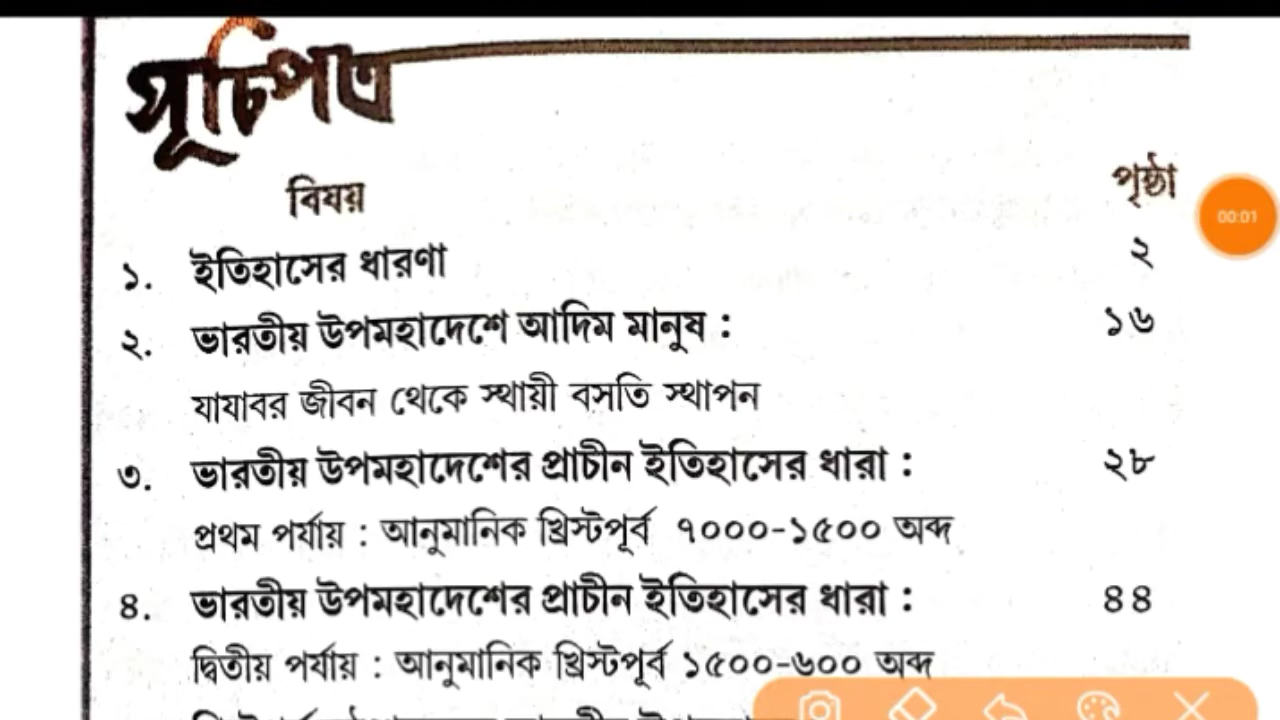 সূচিপত্র
বিষয়
পৃষ্ঠা
00:01
১. ইতিহাসের ধারণা ২
২. ভারতীয় উপমহাদেশে আদিম মানুষ : ১৬
যাযাবর জীবন থেকে স্থায়ী বসতি স্থাপন
৩. ভারতীয় উপমহাদেশের প্রাচীন ইতিহাসের ধারা : ২৮
প্রথম পর্যায় : আনুমানিক খ্রিস্টপূর্ব ৭০০০-১৫০০ অব্দ
৪. ভারতীয় উপমহাদেশের প্রাচীন ইতিহাসের ধারা : ৪৪
দ্বিতীয় পর্যায় : আনুমানিক খ্রিস্টপূর্ব ১৫০০-৬০০ অব্দ